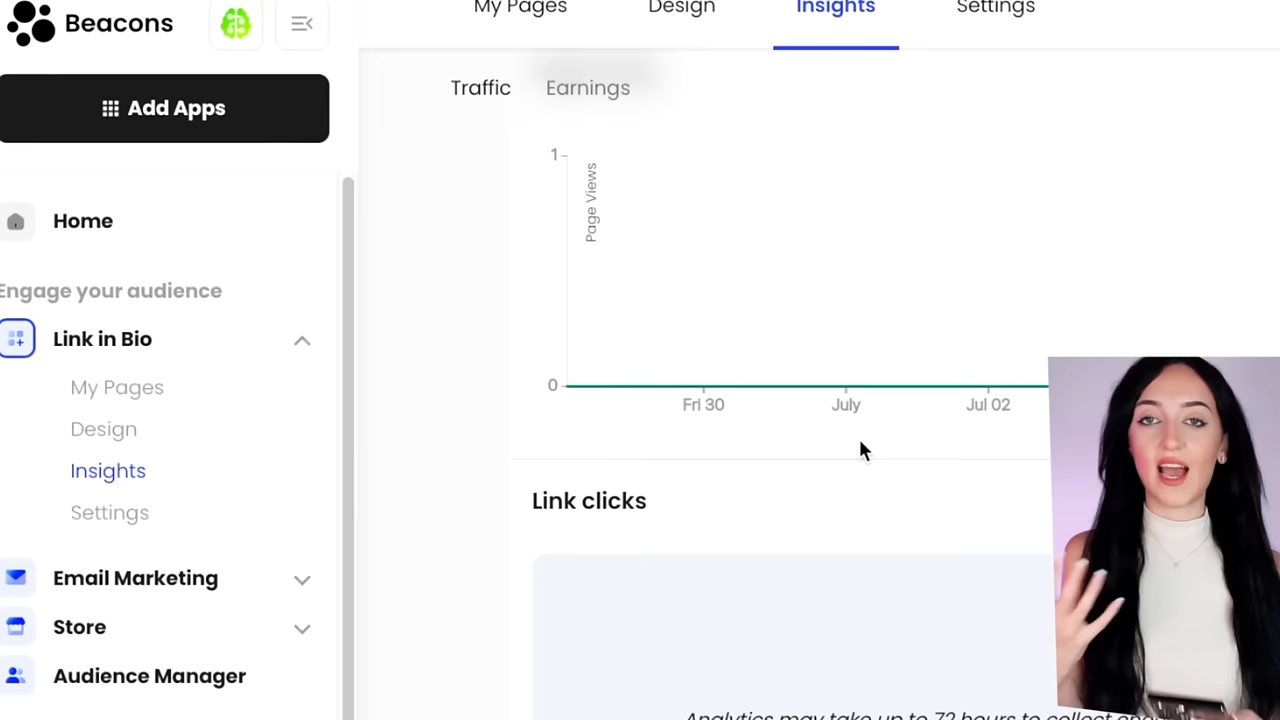 Beacons
Add Apps
Home
Engage your audience
Link in Bio
My Pages
Design
Insights
Settings
Email Marketing
Store
Audience Manager
My Pages
Design
Insights
Settings
Traffic
Earnings
1
Page Views
0
Fri 30
July
Jul 02
Link clicks
Analytics may take up to 72 hours to collect